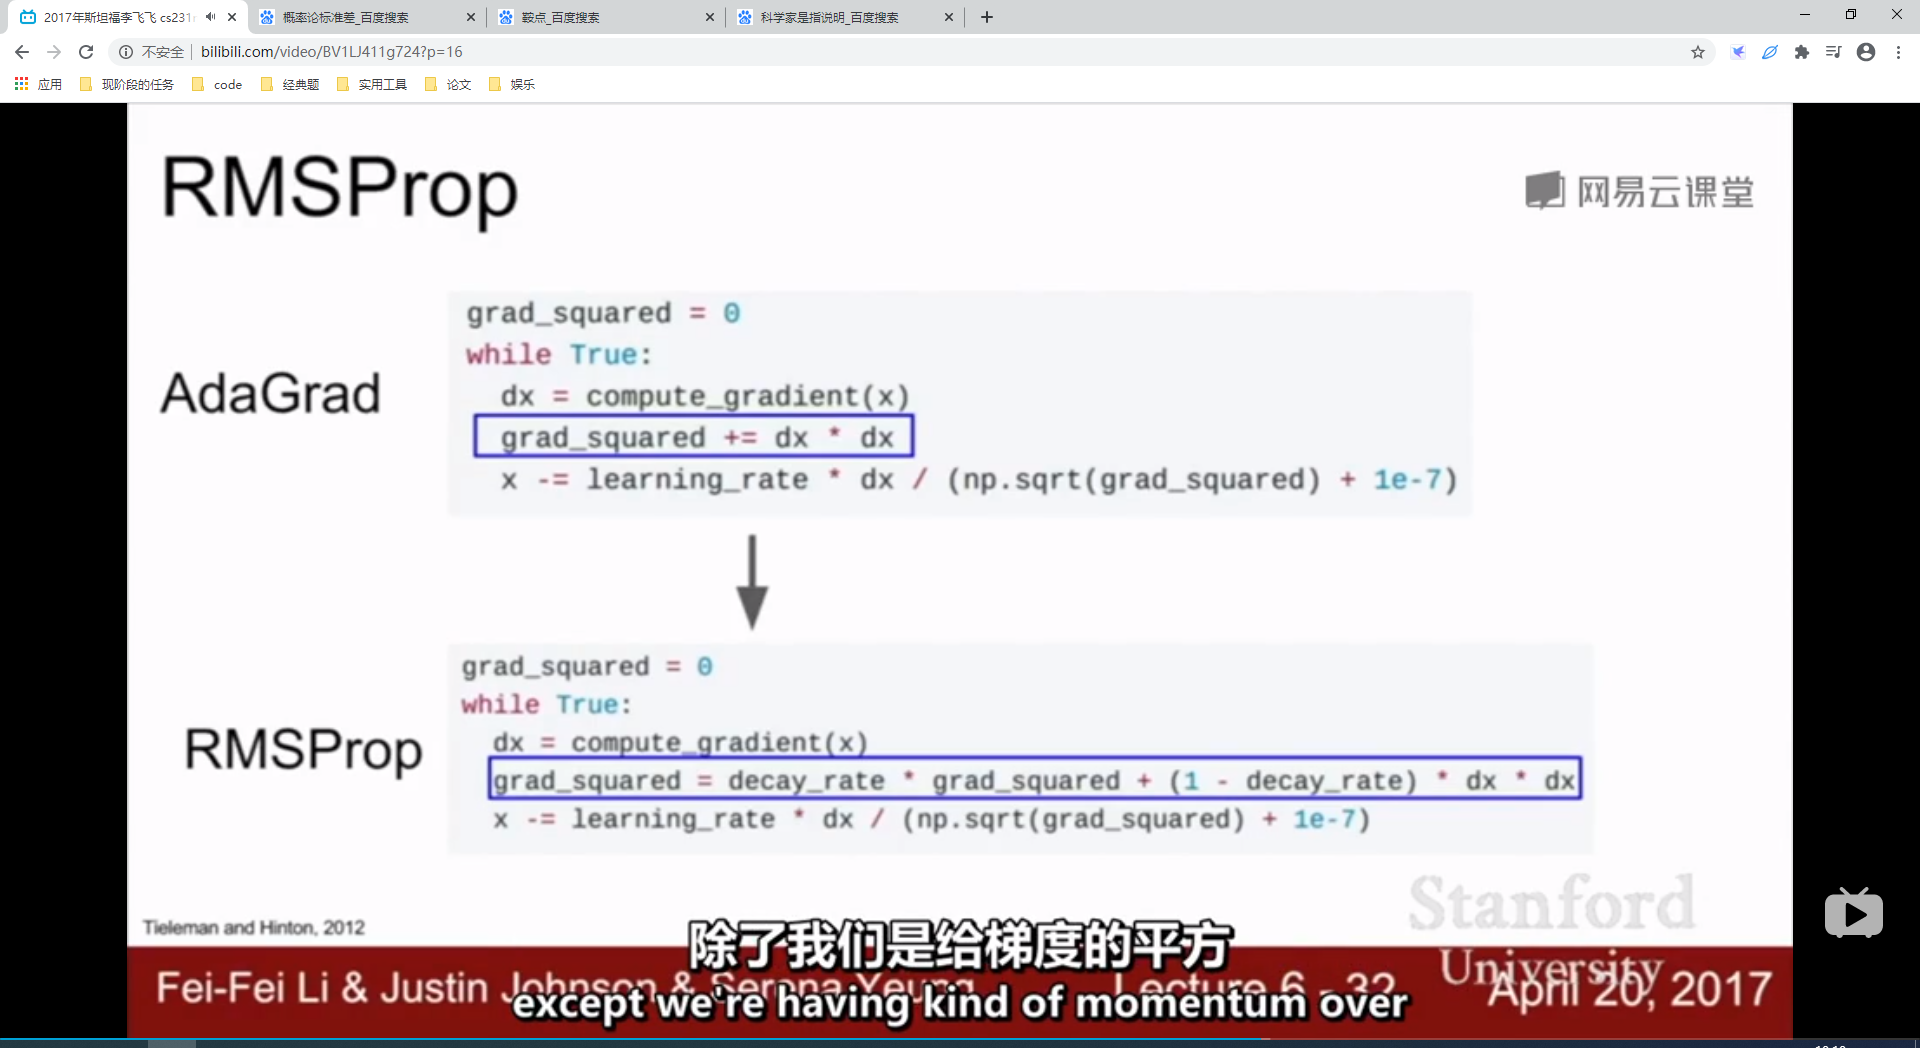 2017年斯坦福李飞飞 cs231
概率论标准差_百度搜索
鞍点_百度搜索
科学家是指说明_百度搜索
不安全
bilibili.com/video/BV1LJ411g724?p=16
应用
现阶段的任务
code
经典题
实用工具
论文
娱乐
RMSProp
网易云课堂
AdaGrad
grad_squared = 0
while True:
dx = compute_gradient(x)
grad_squared += dx * dx
x -= learning_rate * dx / (np.sqrt(grad_squared) + 1e-7)
RMSProp
grad_squared = 0
while True:
dx = compute_gradient(x)
grad_squared = decay_rate * grad_squared + (1 - decay_rate) * dx * dx
x -= learning_rate * dx / (np.sqrt(grad_squared) + 1e-7)
Tieleman and Hinton, 2012
Stanford
University
除了我们是给梯度的平方
Fei-Fei Li & Justin Johnson & Serena Yeung
Lecture 6 - 32
April 20, 2017
except we're having kind of momentum over